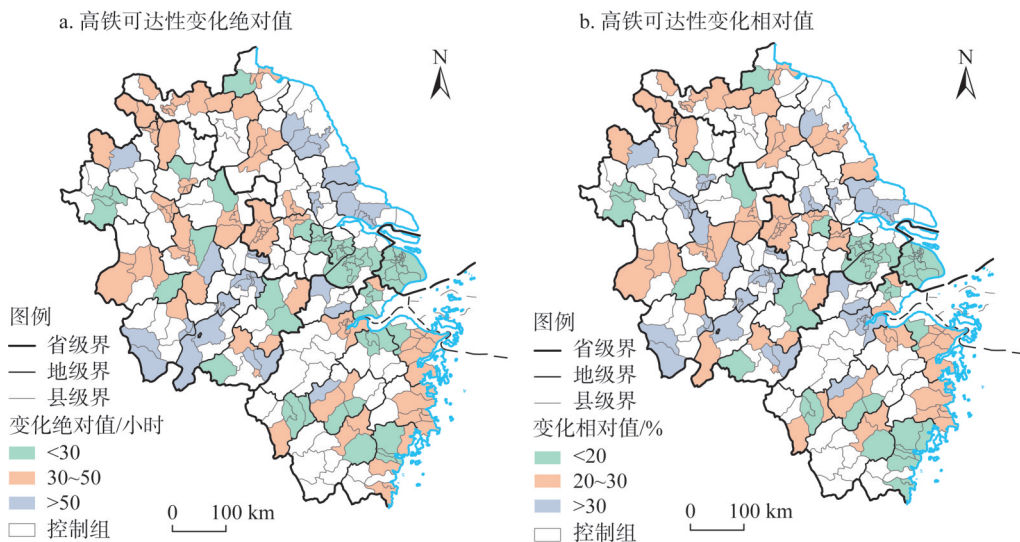 a. 高铁可达性变化绝对值
N
图例
省级界
地级界
县级界
变化绝对值/小时
<30
30~50
>50
控制组
0 100 km
b. 高铁可达性变化相对值
N
图例
省级界
地级界
县级界
变化相对值/%
<20
20~30
>30
控制组
0 100 km